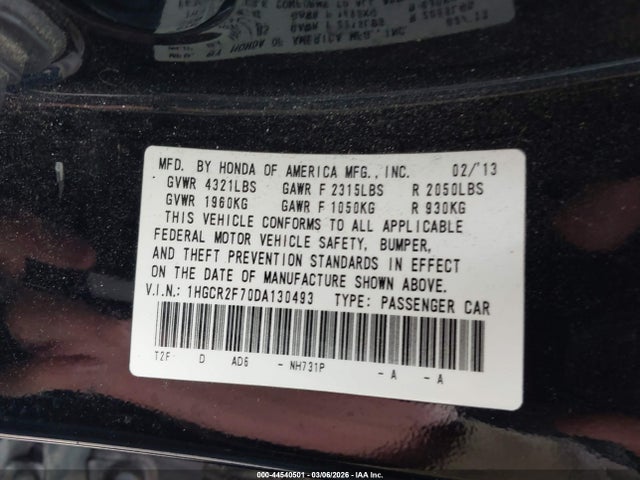 MFD. BY HONDA OF AMERICA MFG., INC. 02/'13
GVWR 4321LBS GAWR F 2315LBS R 2050LBS
GVWR 1960KG GAWR F 1050KG R 930KG
THIS VEHICLE CONFORMS TO ALL APPLICABLE
FEDERAL MOTOR VEHICLE SAFETY, BUMPER,
AND THEFT PREVENTION STANDARDS IN EFFECT
ON THE DATE OF MANUFACTURE SHOWN ABOVE.
V.I.N.: 1HGCR2F70DA130493 TYPE: PASSENGER CAR
T2F D AD6 - NH731P - A - A
000-44540501 | 03/06/2026 | IAA Inc.